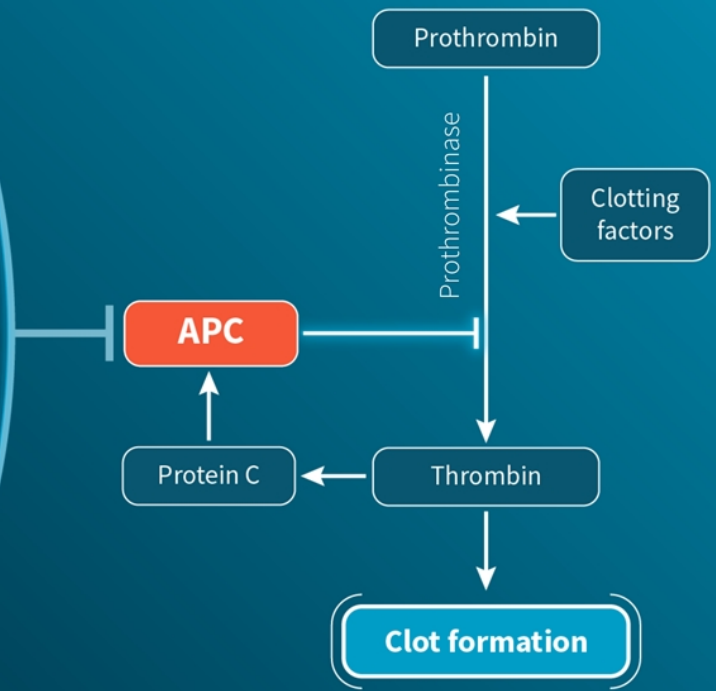 Prothrombin
Prothrombinase
Clotting
factors
APC
Protein C
Thrombin
Clot formation